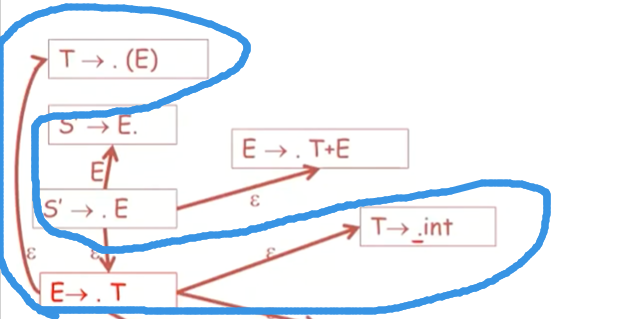 T → . (E)
S' → E.
E → . T+E
E
S' → . E
ε
T → .int
ε
ε
ε
E → . T